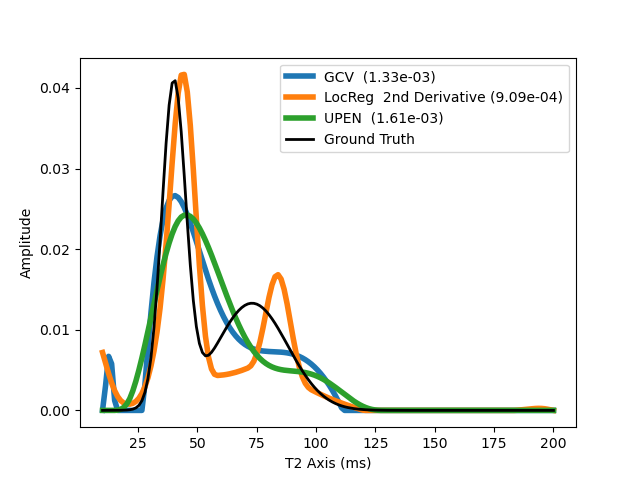 GCV (1.33e-03)
LocReg 2nd Derivative (9.09e-04)
UPEN (1.61e-03)
Ground Truth
0.04
0.03
0.02
0.01
0.00
Amplitude
25 50 75 100 125 150 175 200
T2 Axis (ms)